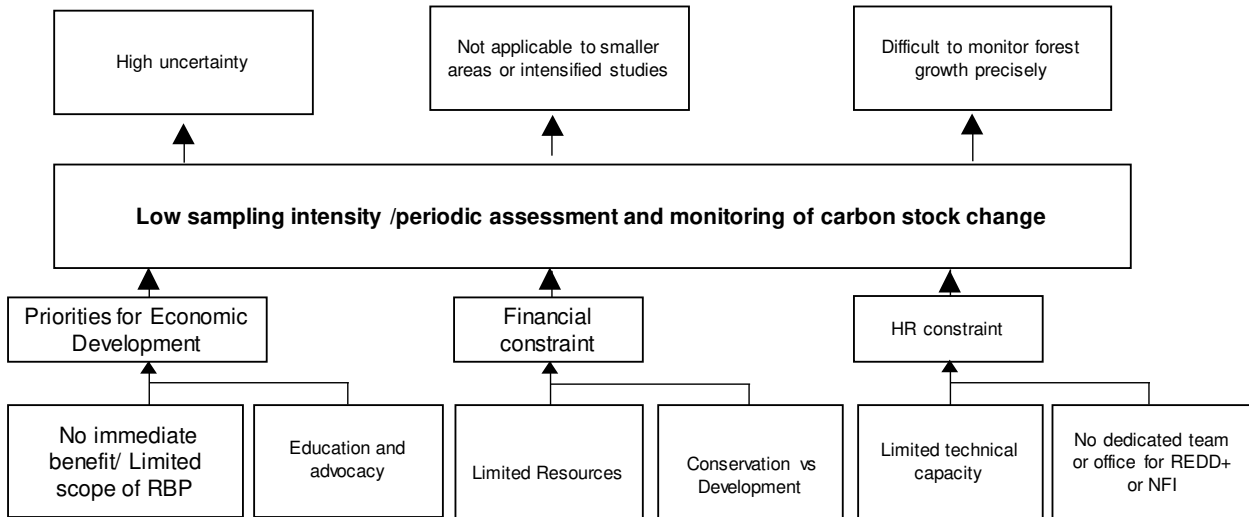 High uncertainty
Not applicable to smaller
areas or intensified studies
Difficult to monitor forest
growth precisely
Low sampling intensity /periodic assessment and monitoring of carbon stock change
Priorities for Economic
Development
Financial
constraint
HR constraint
No immediate
benefit/ Limited
scope of RBP
Education and
advocacy
Limited Resources
Conservation vs
Development
Limited technical
capacity
No dedicated team
or office for REDD+
or NFI